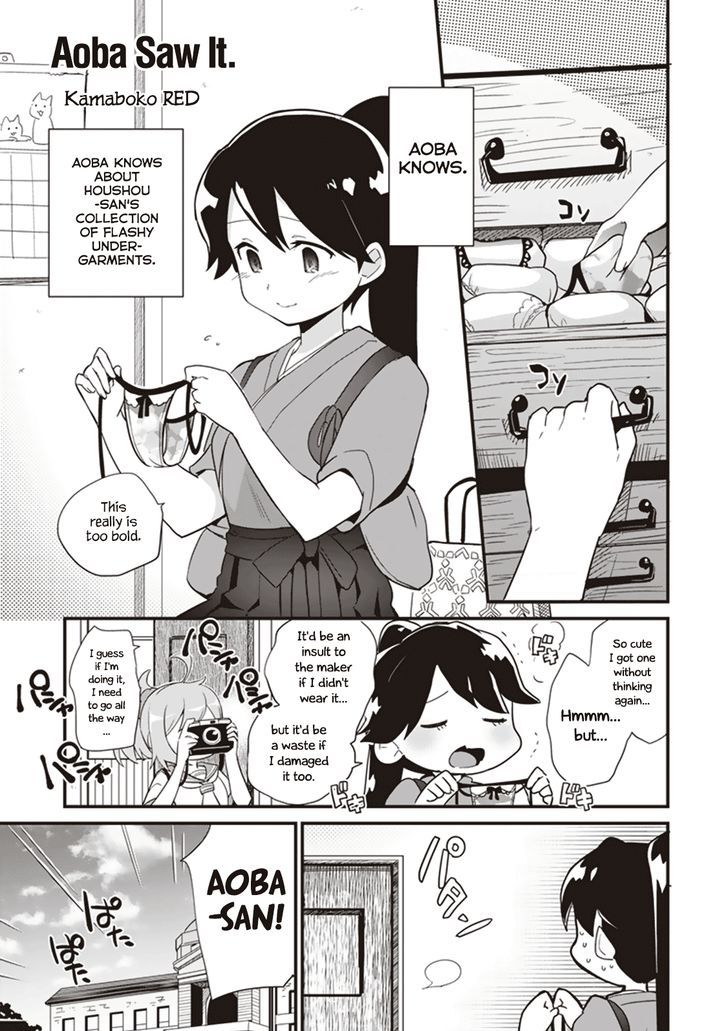 Aoba Saw It.
Kamaboko RED
コン
コン
AOBA
KNOWS.
AOBA KNOWS
ABOUT
HOUSHOU
-SAN'S
COLLECTION
OF FLASHY
UNDER-
GARMENTS.
This
really is
too bold.
So cute
I got one
without
thinking
again...
Hmmm...
but...
ドキ
ドキ
It'd be an
insult to
the maker
if I didn't
wear it...
but it'd be
a waste if
I damaged
it too.
パシャ
パシャ
パシャ
I guess
if I'm
doing it,
I need to
go all
the way
...
パタン
AOBA
-SAN!
ぱた
ぱた